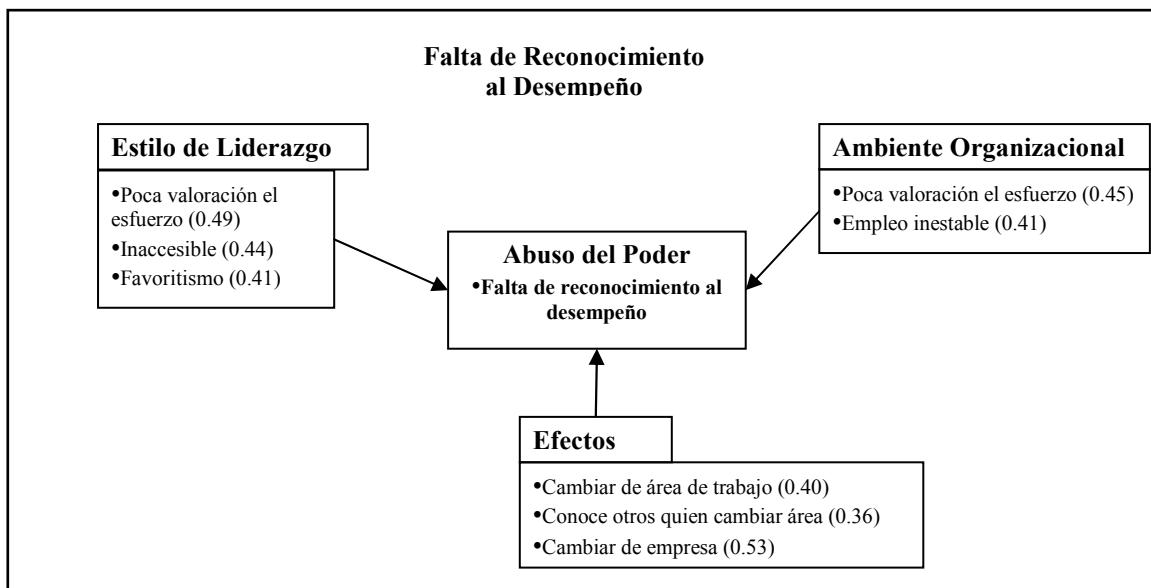 Falta de Reconocimiento
al Desempeño
Estilo de Liderazgo
•Poca valoración el
esfuerzo (0.49)
•Inaccesible (0.44)
•Favoritismo (0.41)
Ambiente Organizacional
•Poca valoración el esfuerzo (0.45)
•Empleo inestable (0.41)
Abuso del Poder
•Falta de reconocimiento al
desempeño
Efectos
•Cambiar de área de trabajo (0.40)
•Conoce otros quien cambiar área (0.36)
•Cambiar de empresa (0.53)